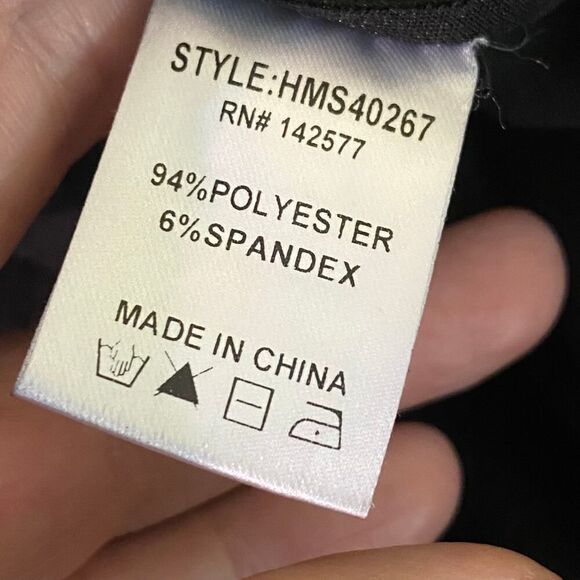 STYLE:HMS40267
RN# 142577
94%POLYESTER
6%SPANDEX
MADE IN CHINA